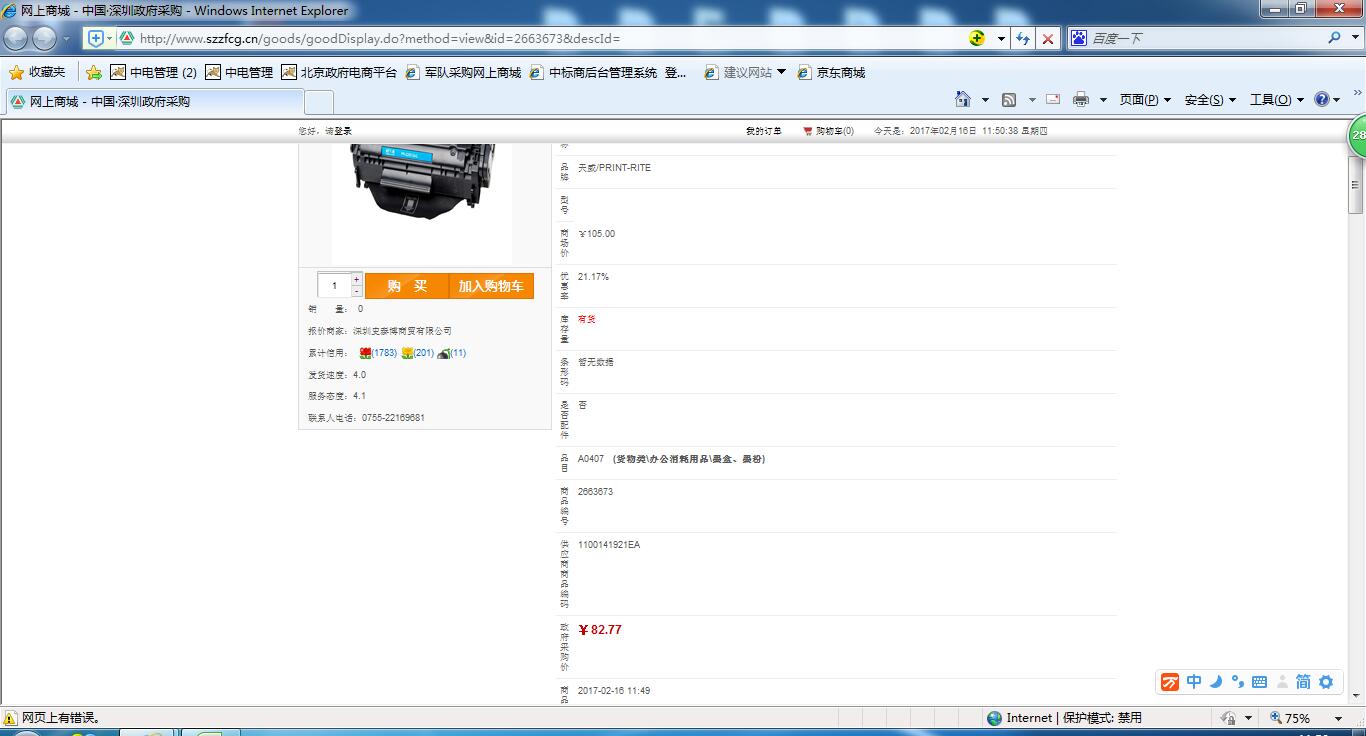 网上商城 - 中国·深圳政府采购 - Windows Internet Explorer
http://www.szzfcg.cn/goods/goodDisplay.do?method=view&id=2663673&descId=
百度一下
收藏夹 中电管理 (2) 中电管理 北京政府电商平台 军队采购网上商城 中标商后台管理系统 登... 建议网站 京东商城
网上商城 - 中国·深圳政府采购
页面(P) 安全(S) 工具(O) »
您好，请登录 我的订单 购物车(0) 今天是： 2017年02月16日 11:50:38 星期四
28
品牌 天威/PRINT-RITE
型号
商场价 ￥105.00
优惠率 21.17%
库存量 有货
条形码 暂无数据
是否配件 否
品目 A0407 (货物类\办公消耗用品\墨盒、墨粉)
商品编号 2663673
供应商商品编码 1100141921EA
政府采购价 ￥82.77
商品 2017-02-16 11:49
1 + - 购 买 加入购物车
销 量： 0
报价商家：深圳史泰博商贸有限公司
累计信用： (1783) (201) (11)
发货速度：4.0
服务态度：4.1
联系人电话：0755-22169681
中 简
网页上有错误。 Internet | 保护模式: 禁用 75%